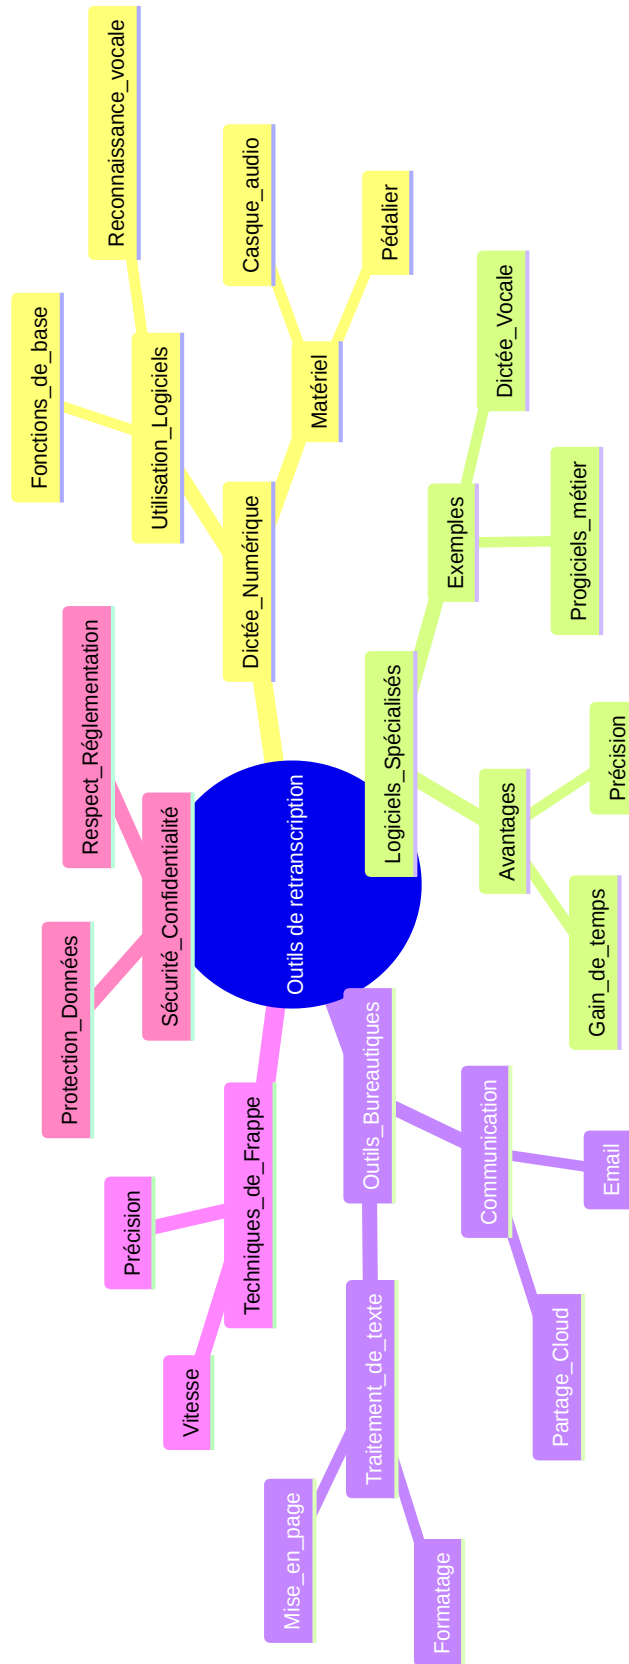 Outils de retranscription
Dictée_Numérique
Utilisation_Logiciels
Fonctions_de_base
Reconnaissance_vocale
Matériel
Casque_audio
Pédalier
Logiciels_Spécialisés
Exemples
Dictée_Vocale
Progiciels_métier
Avantages
Précision
Gain_de_temps
Outils_Bureautiques
Communication
Email
Partage_Cloud
Traitement_de_texte
Mise_en_page
Formatage
Techniques_de_Frappe
Précision
Vitesse
Sécurité_Confidentialité
Respect_Réglementation
Protection_Données